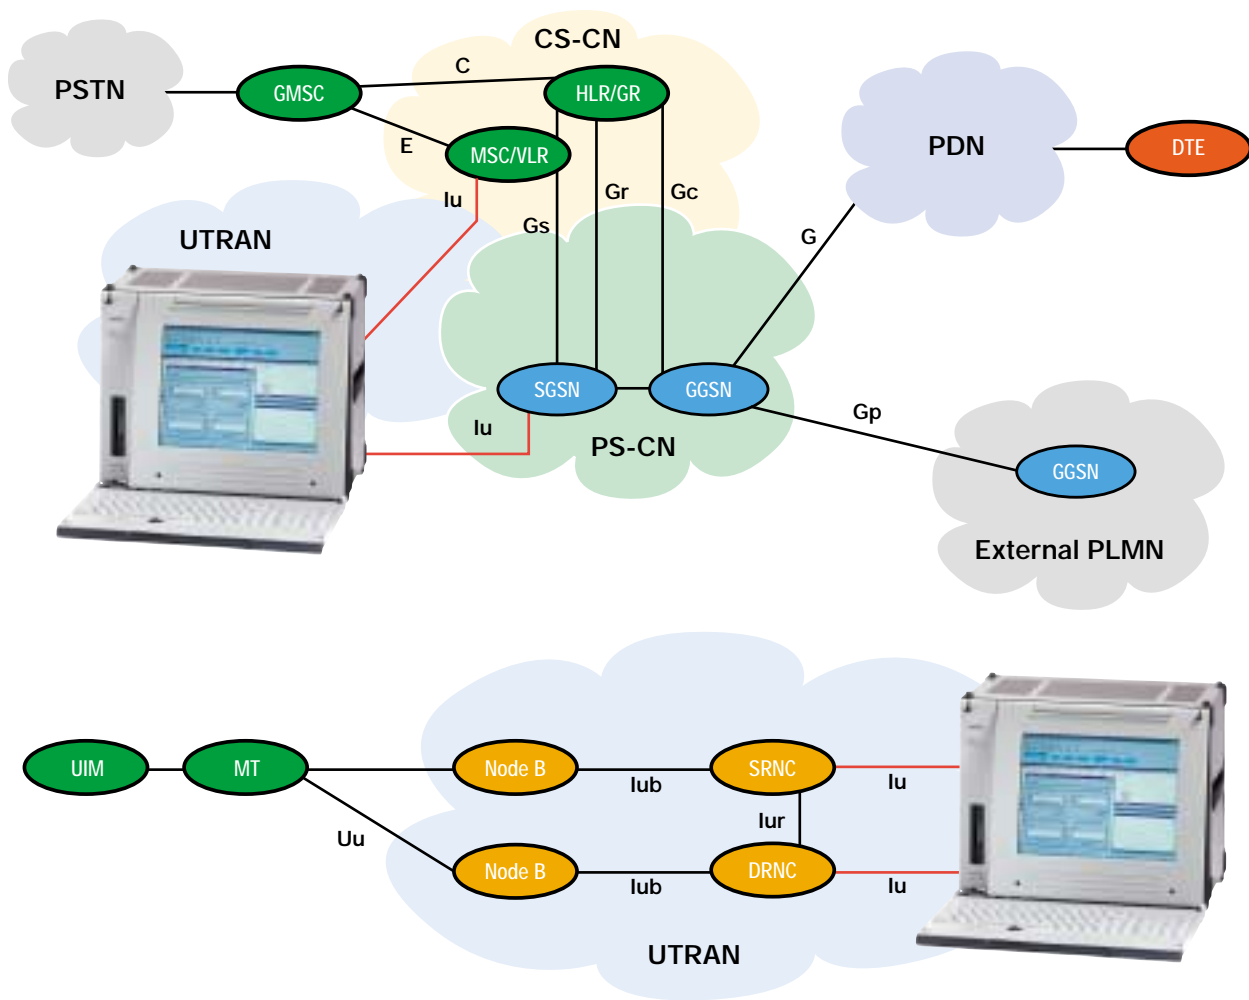 CS-CN
PSTN
GMSC
C
HLR/GR
E
MSC/VLR
PDN
DTE
Iu
Gr
Gc
UTRAN
Gs
G
SGSN
GGSN
Iu
PS-CN
Gp
GGSN
External PLMN
UIM
MT
Node B
Iub
SRNC
Iu
Uu
Iur
Node B
Iub
DRNC
Iu
UTRAN